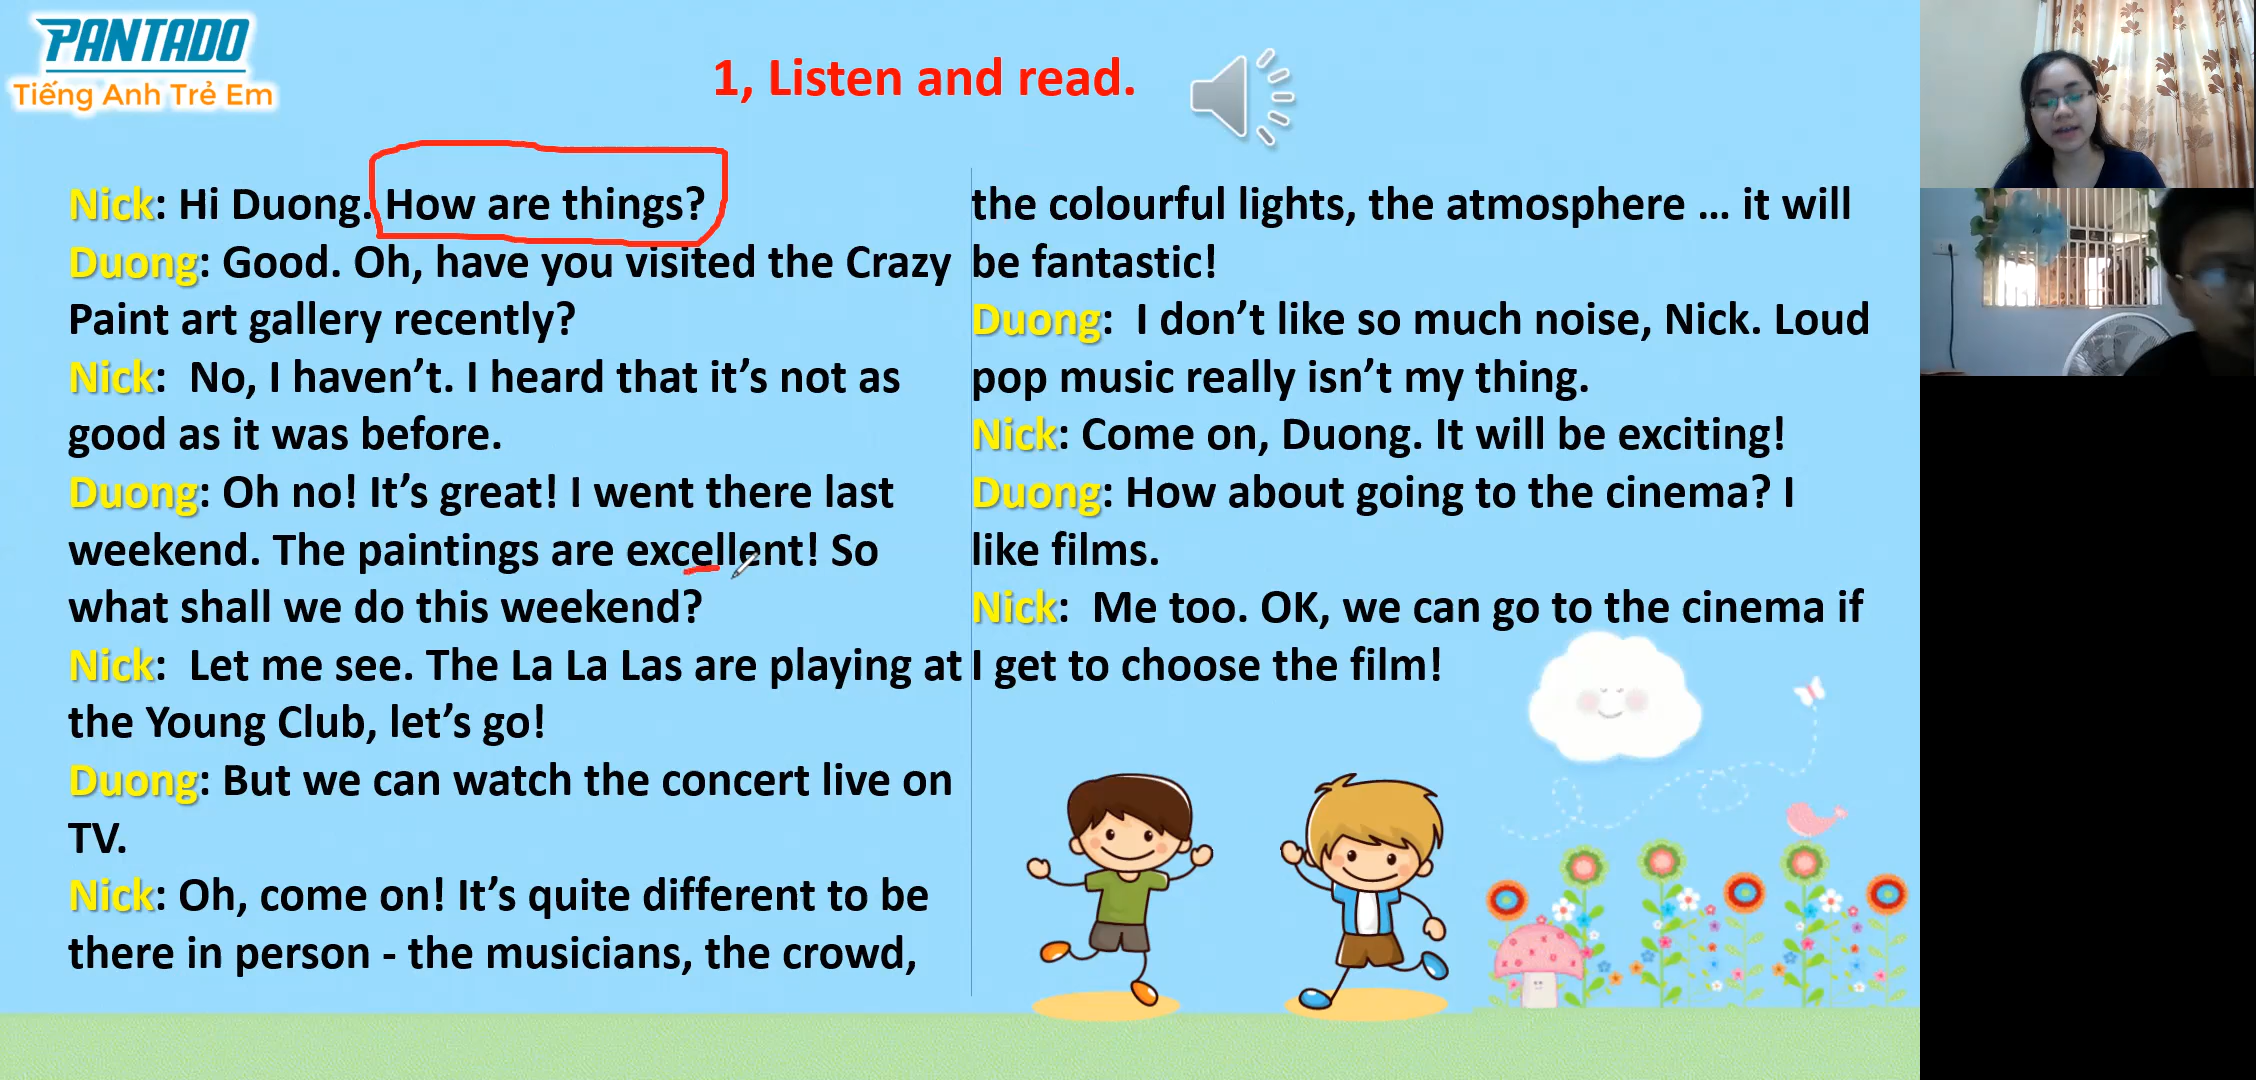 PANTADO
Tiếng Anh Trẻ Em
1, Listen and read.
Nick: Hi Duong. How are things?
Duong: Good. Oh, have you visited the Crazy
Paint art gallery recently?
Nick: No, I haven’t. I heard that it’s not as
good as it was before.
Duong: Oh no! It’s great! I went there last
weekend. The paintings are excellent! So
what shall we do this weekend?
Nick: Let me see. The La La Las are playing at
the Young Club, let’s go!
Duong: But we can watch the concert live on
TV.
Nick: Oh, come on! It’s quite different to be
there in person - the musicians, the crowd,
the colourful lights, the atmosphere ... it will
be fantastic!
Duong: I don’t like so much noise, Nick. Loud
pop music really isn’t my thing.
Nick: Come on, Duong. It will be exciting!
Duong: How about going to the cinema? I
like films.
Nick: Me too. OK, we can go to the cinema if
I get to choose the film!